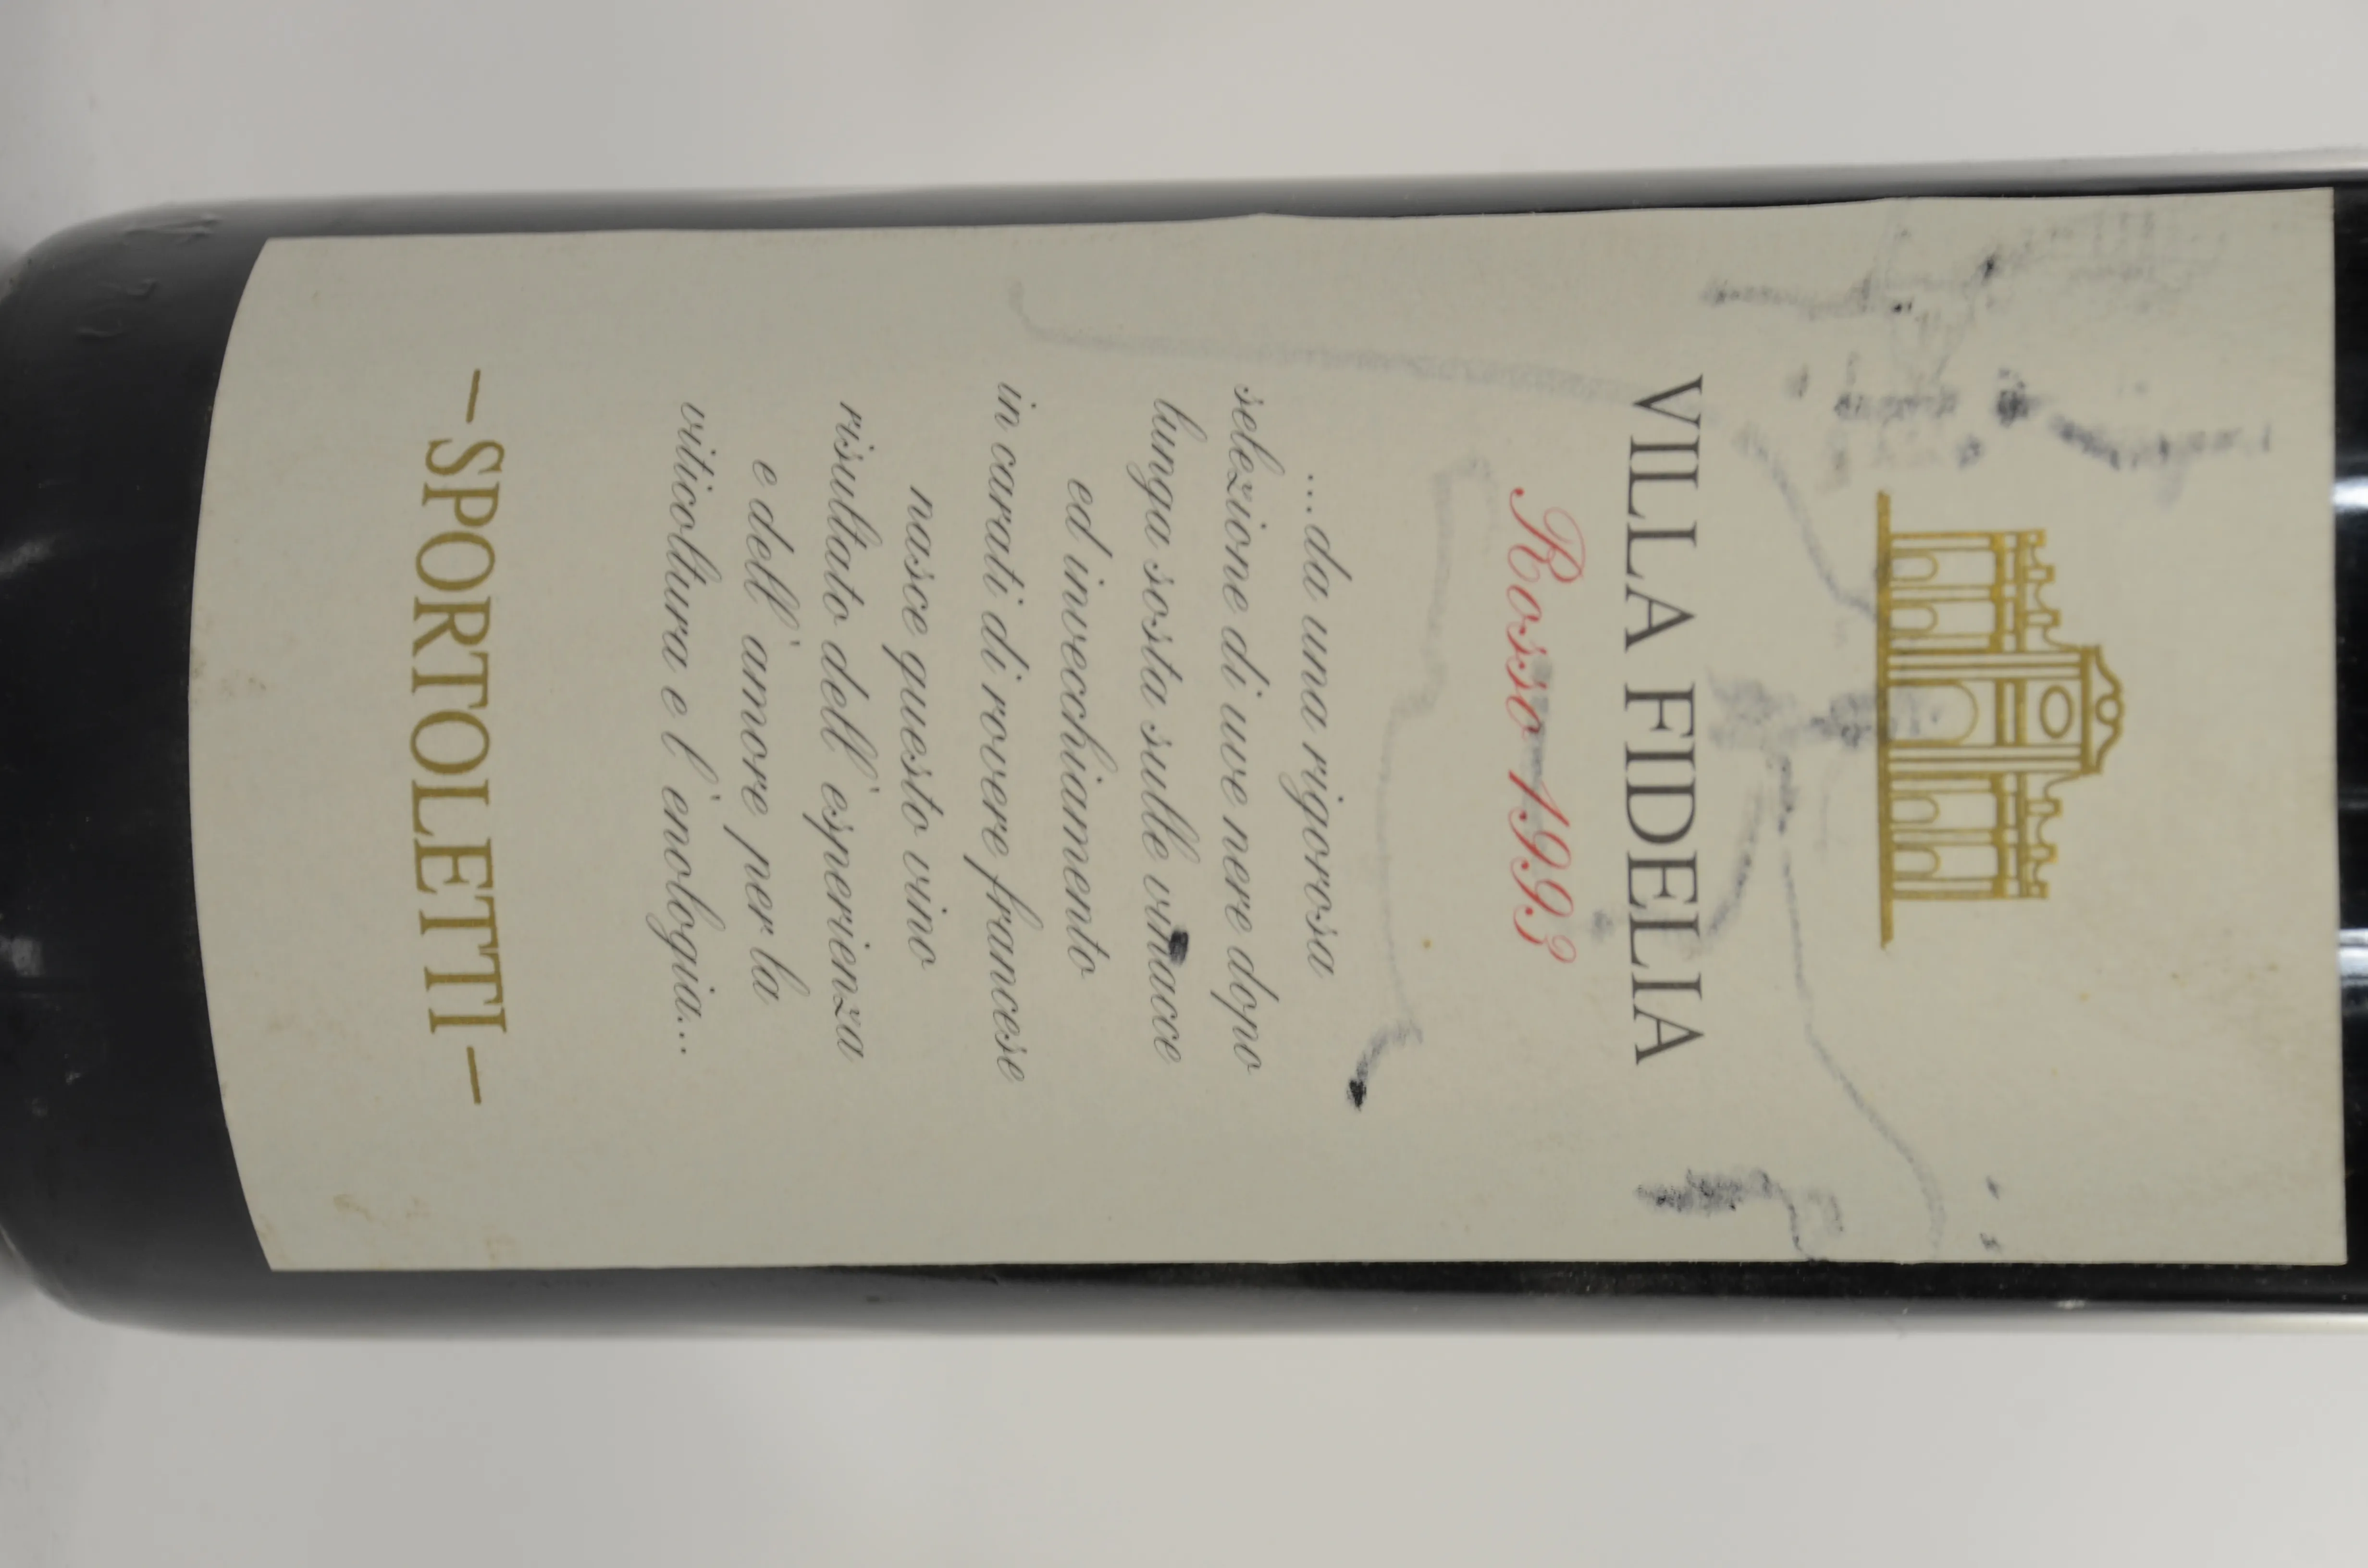 VILLA FIDELIA
Rosso 1993
...da una rigorosa
selezione di uve nere dopo
lunga sosta sulle vinacce
ed invecchiamento
in carati di rovere francese
nasce questo vino
risultato dell'esperienza
e dell'amore per la
viticoltura e l'enologia...
– SPORTOLETTI –